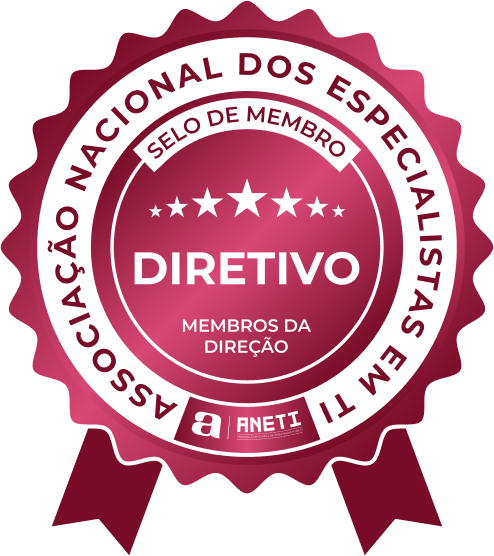 ASSOCIAÇÃO NACIONAL DOS ESPECIALISTAS EM TI
SELO DE MEMBRO
DIRETIVO
MEMBROS DA
DIREÇÃO
a ANETI